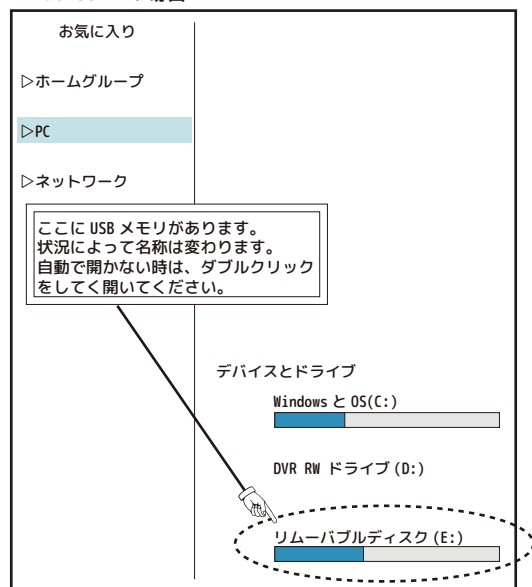 お気に入り
▷ホームグループ
▷PC
▷ネットワーク
ここに USB メモリがあります。
状況によって名称は変わります。
自動で開かない時は、ダブルクリック
をしてく開いてください。
デバイスとドライブ
Windows と OS(C:)
DVR RW ドライブ (D:)
リムーバブルディスク (E:)